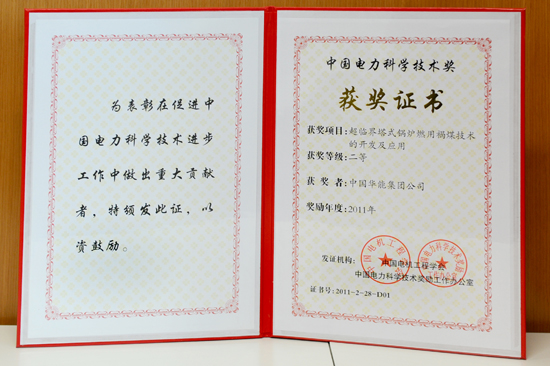 为表彰在促进中
国电力科学技术进步
工作中做出重大贡献
者，特颁发此证，以
资鼓励。
中国电力科学技术奖
获奖证书
获奖项目：超临界塔式锅炉燃用褐煤技术
的开发及应用
获奖等级：二等
获奖者：中国华能集团公司
奖励年度：2011年
发证机构：中国电机工程学会
中国电力科学技术奖励工作办公室
证书号：2011-2-28-D01